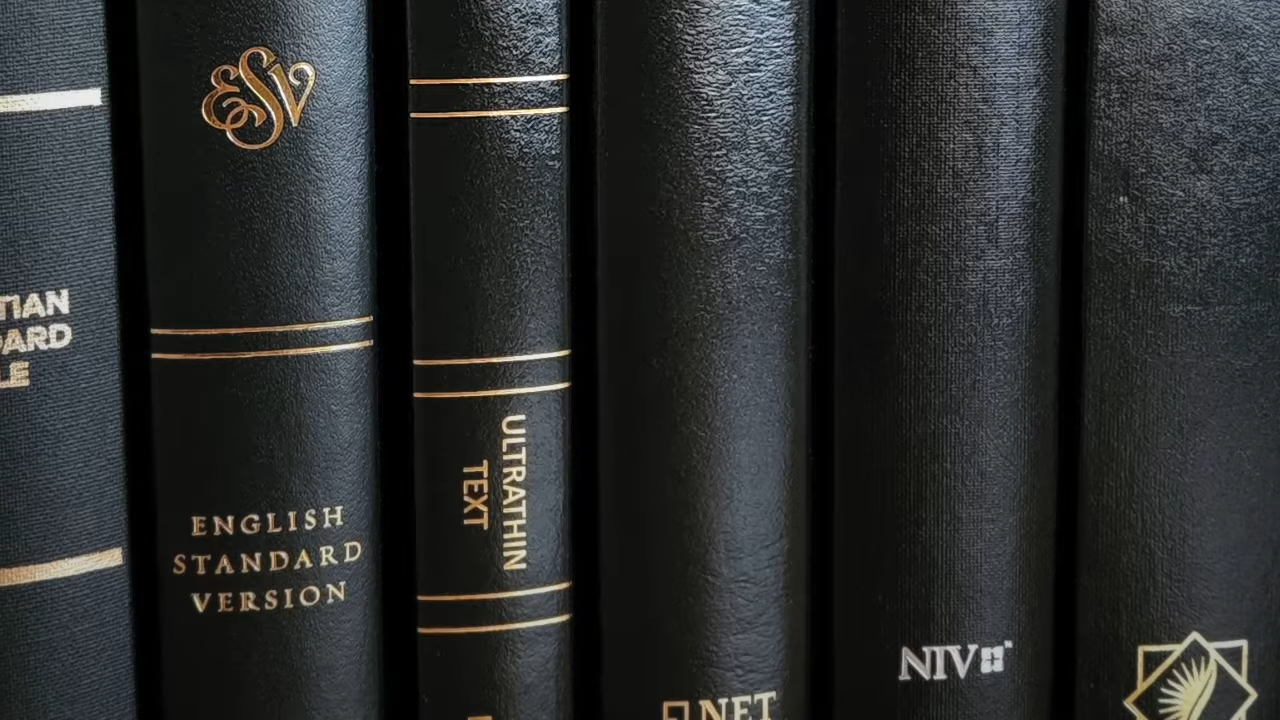 TIAN
DARD
LE
ESV
ENGLISH
STANDARD
VERSION
ULTRATHIN
TEXT
NET
NIV